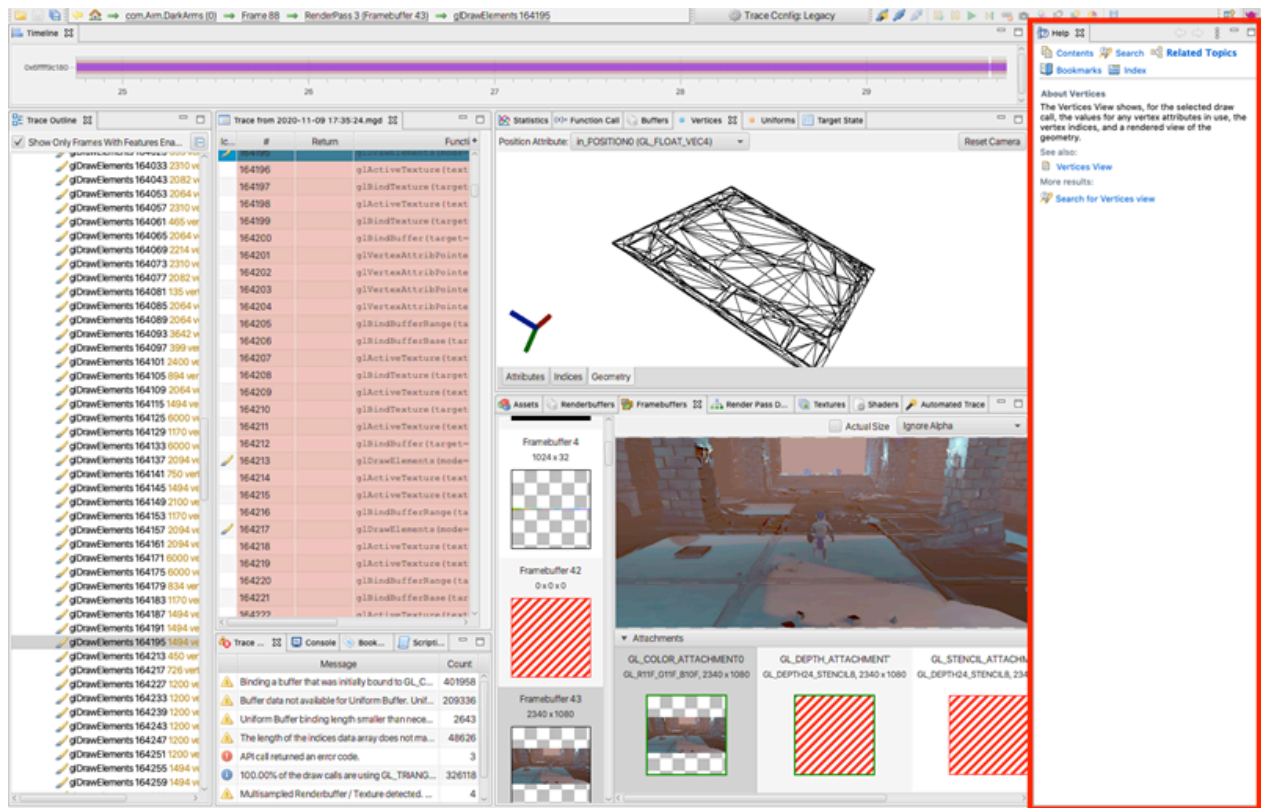 com.Arm.DarkArms (0) → Frame 88 → RenderPass 3 (Framebuffer 43) → glDrawElements 164195
Trace Config: Legacy
Timeline
25 26 27 28 29
Trace Outline
Show Only Frames With Features Ena...
glDrawElements 164033 2310 ve
glDrawElements 164043 2082 ve
glDrawElements 164053 2064 ve
glDrawElements 164057 2310 ve
glDrawElements 164061 465 ver
glDrawElements 164065 2064 ve
glDrawElements 164069 2214 ve
glDrawElements 164073 2310 ve
glDrawElements 164077 2082 ve
glDrawElements 164081 135 vert
glDrawElements 164085 2064 ve
glDrawElements 164089 2064 ve
glDrawElements 164093 3642 ve
glDrawElements 164097 399 ver
glDrawElements 164101 2400 ve
glDrawElements 164105 894 ver
glDrawElements 164109 2064 ve
glDrawElements 164115 1494 ve
glDrawElements 164125 6000 ve
glDrawElements 164129 1170 ver
glDrawElements 164133 6000 ve
glDrawElements 164137 2094 ve
glDrawElements 164141 750 vert
glDrawElements 164145 1494 ve
glDrawElements 164149 2100 ve
glDrawElements 164153 1170 ver
glDrawElements 164157 2094 ve
glDrawElements 164161 2094 ve
glDrawElements 164171 6000 ve
glDrawElements 164175 6000 ve
glDrawElements 164179 834 ver
glDrawElements 164183 1170 ver
glDrawElements 164187 1494 ve
glDrawElements 164191 1494 ve
glDrawElements 164195 1494 ve
glDrawElements 164213 450 ver
glDrawElements 164217 726 vert
glDrawElements 164227 1200 ve
glDrawElements 164233 1200 ve
glDrawElements 164239 1200 ve
glDrawElements 164243 1200 ve
glDrawElements 164247 1200 ve
glDrawElements 164251 1200 ve
glDrawElements 164255 1494 ve
glDrawElements 164259 1494 ve
Trace from 2020-11-09 17:35:24.mgd
Ic... # Return Functi
164195 glDrawElements(mode=
164196 glActiveTexture(text
164197 glBindTexture(target
164198 glActiveTexture(text
164199 glBindTexture(target
164200 glBindBuffer(target=
164201 glVertexAttribPointe
164202 glVertexAttribPointe
164203 glVertexAttribPointe
164204 glVertexAttribPointe
164205 glBindBufferRange(ta
164206 glBindBufferBase(tar
164207 glActiveTexture(text
164208 glBindTexture(target
164209 glActiveTexture(text
164210 glBindTexture(target
164211 glActiveTexture(text
164212 glBindBuffer(target=
164213 glDrawElements(mode=
164214 glActiveTexture(text
164215 glActiveTexture(text
164216 glBindBufferRange(ta
164217 glDrawElements(mode=
164218 glActiveTexture(text
164219 glActiveTexture(text
164220 glBindBufferRange(ta
164221 glBindBufferBase(tar
164222 glActiveTexture(text
Trace ... Console Book... Scripti...
Message Count
Binding a buffer that was initially bound to GL_C... 401958
Buffer data not available for Uniform Buffer. Unif... 209336
Uniform Buffer binding length smaller than nece... 2643
The length of the indices data array does not ma... 48626
API call returned an error code. 3
100.00% of the draw calls are using GL_TRIANG... 326118
Multisampled Renderbuffer / Texture detected. ... 4
Statistics Function Call Buffers Vertices Uniforms Target State
Position Attribute: in_POSITION0 (GL_FLOAT_VEC4) Reset Camera
Attributes Indices Geometry
Assets Renderbuffers Framebuffers Render Pass D... Textures Shaders Automated Trace
Actual Size Ignore Alpha
Framebuffer 4
1024 x 32
Framebuffer 42
0 x 0 x 0
Framebuffer 43
2340 x 1080
Attachments
GL_COLOR_ATTACHMENT0 GL_DEPTH_ATTACHMENT GL_STENCIL_ATTACHM
GL_R11F_G11F_B10F, 2340 x 1080 GL_DEPTH24_STENCIL8, 2340 x 1080 GL_DEPTH24_STENCIL8, 234
Help
Contents Search Related Topics
Bookmarks Index
About Vertices
The Vertices View shows, for the selected draw
call, the values for any vertex attributes in use, the
vertex indices, and a rendered view of the
geometry.
See also:
Vertices View
More results:
Search for Vertices view